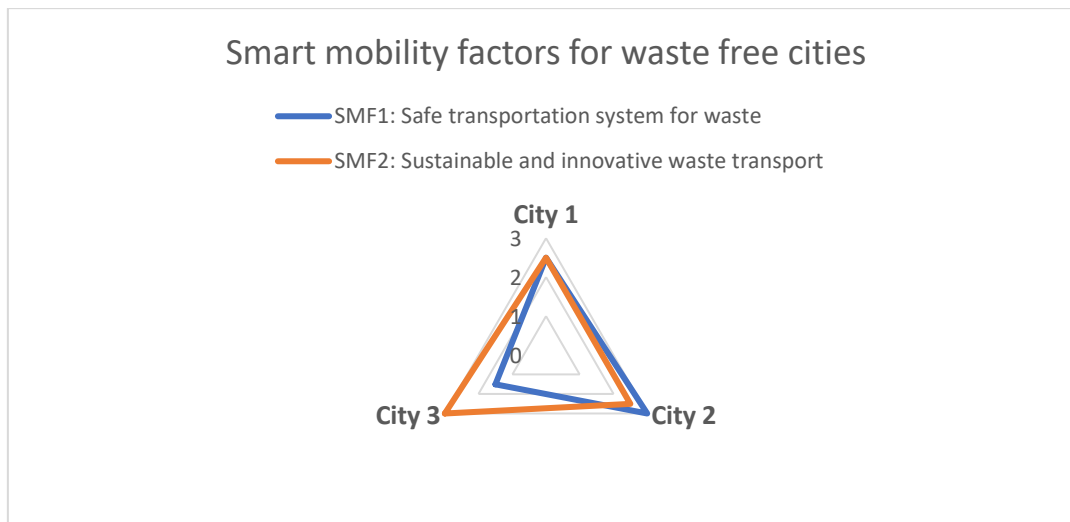 Smart mobility factors for waste free cities
SMF1: Safe transportation system for waste
SMF2: Sustainable and innovative waste transport
City 1
3
2
1
0
City 3
City 2